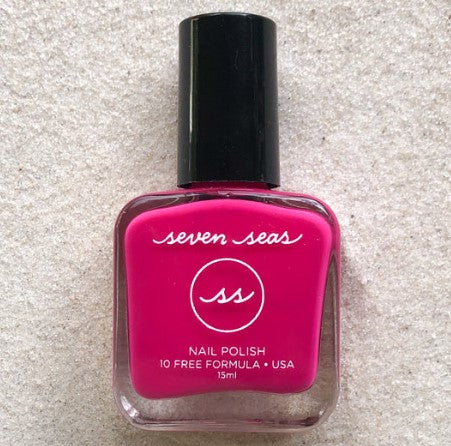 seven seas
ss
NAIL POLISH
10 FREE FORMULA • USA
15ml